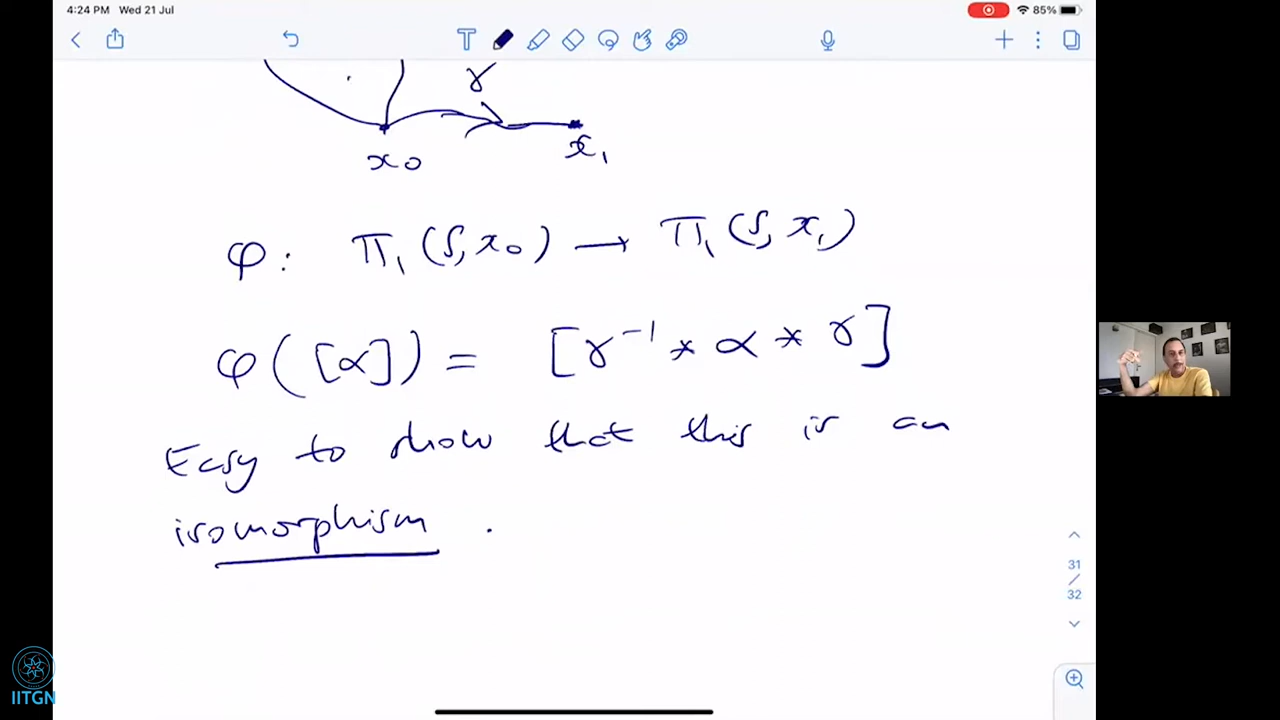 4:24 PM Wed 21 Jul
85%
γ
x₀
x₁
φ: π₁(S, x₀) → π₁(S, x₁)
φ([α]) = [γ⁻¹ * α * γ]
Easy to show that this is an
isomorphism.
31
/
32
IITGN